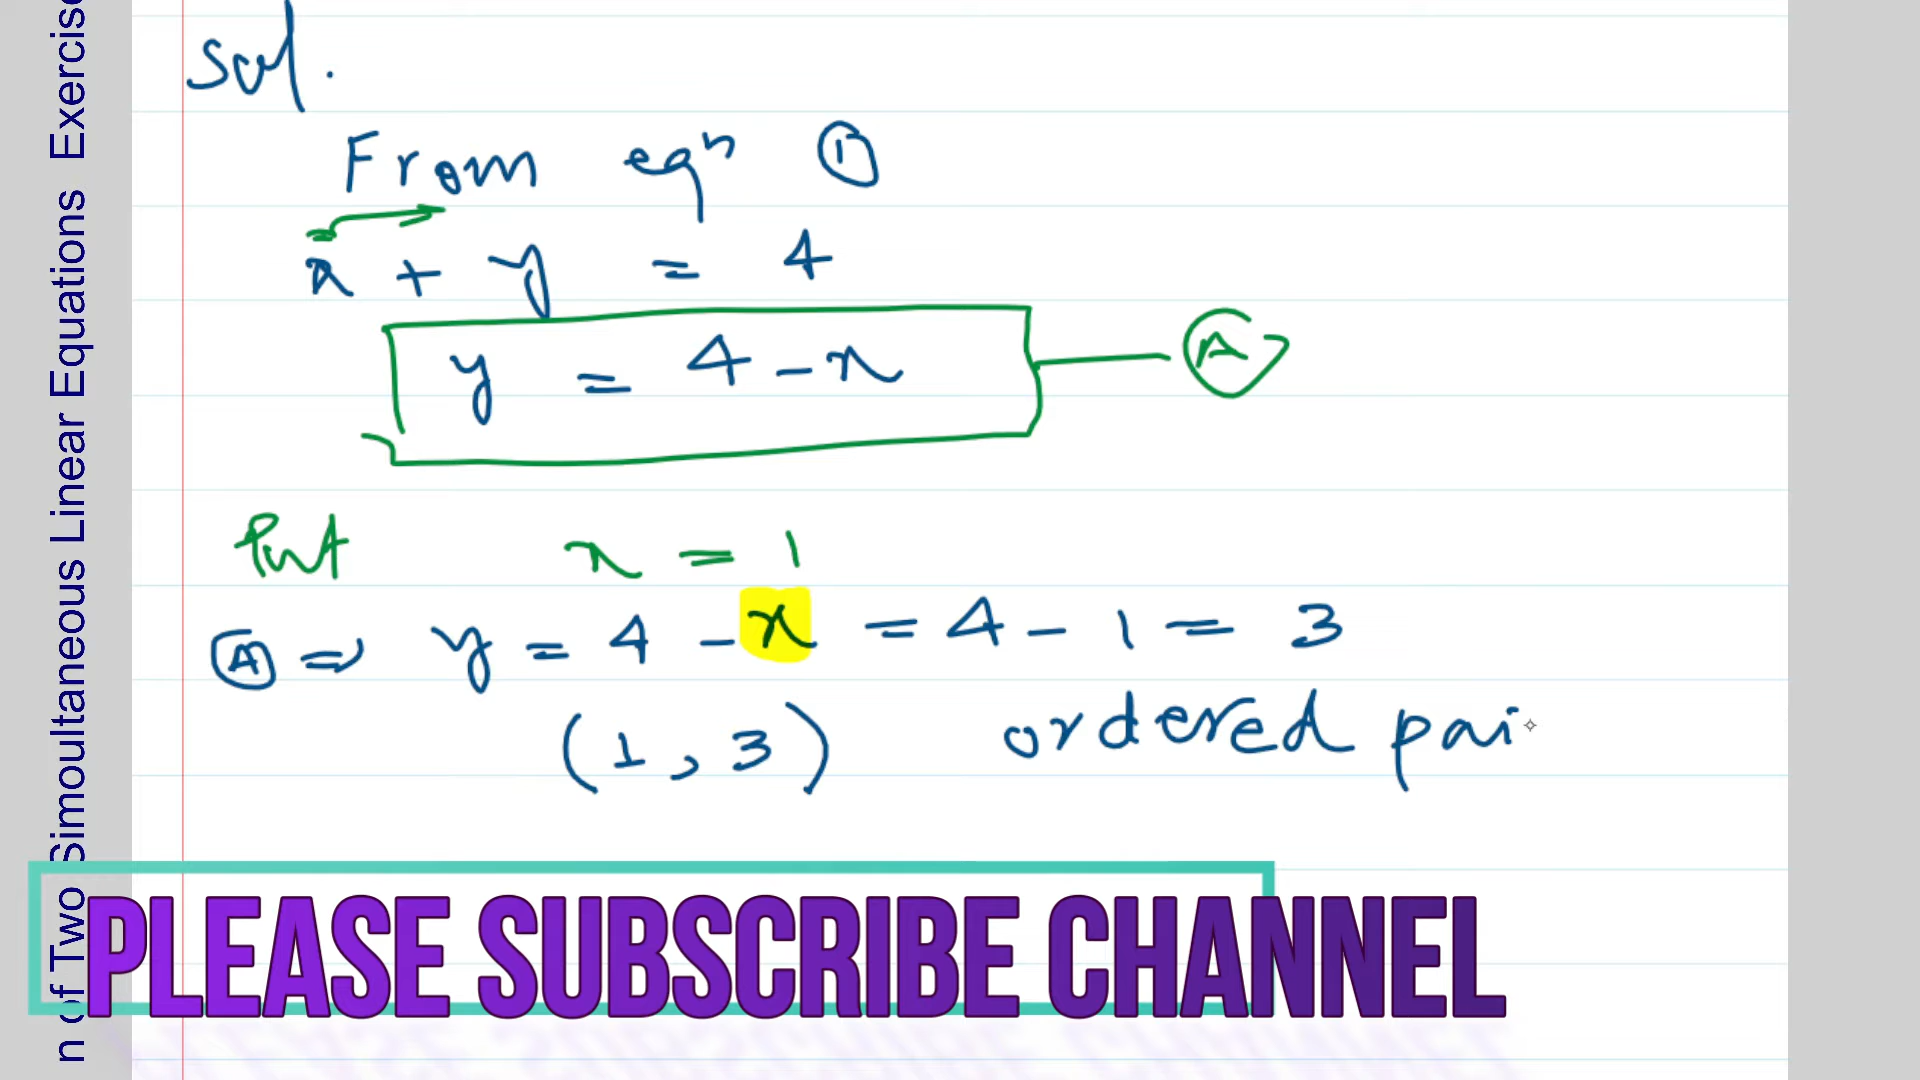 Sol.
From eqⁿ ①
x + y = 4
y = 4 - x — Ⓐ
Put x = 1
Ⓐ ⇒ y = 4 - x = 4 - 1 = 3
(1, 3) ordered pai
n of Two Simoultaneous Linear Equations Exercis
PLEASE SUBSCRIBE CHANNEL